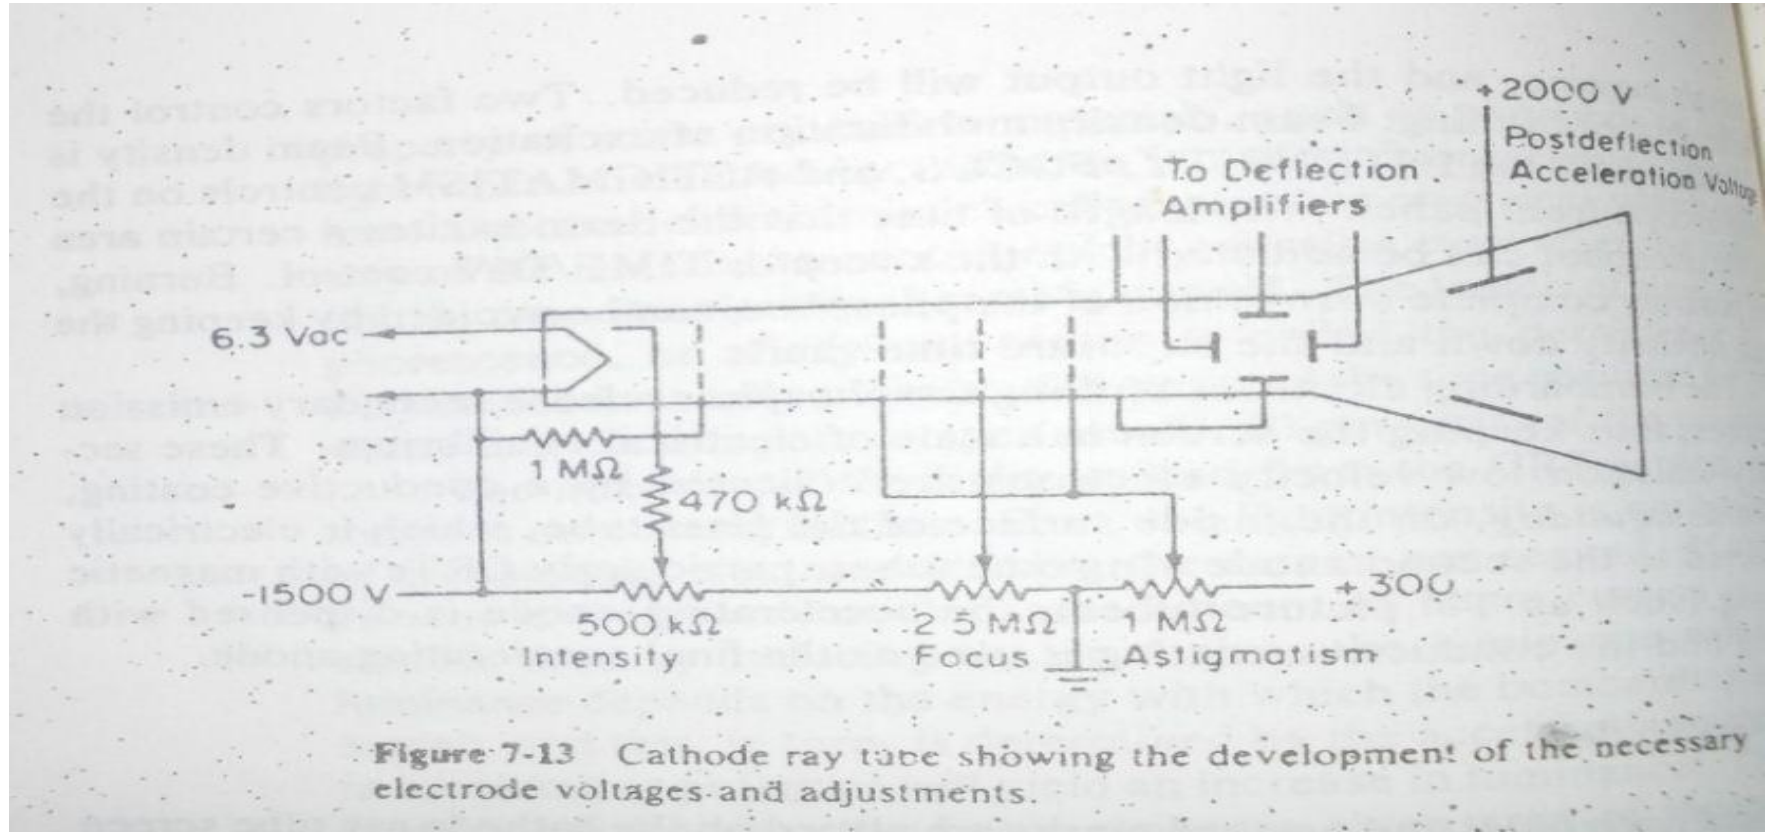 +2000 V
Postdeflection
Acceleration Voltage
To Deflection
Amplifiers
6.3 Vac
1 MΩ
470 kΩ
-1500 V
+300
500 kΩ
2 5 MΩ
1 MΩ
Intensity
Focus
Astigmatism
Figure 7-13 Cathode ray tube showing the development of the necessary
electrode voltages and adjustments.